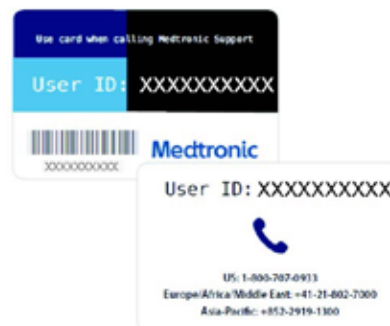 Use card when calling Medtronic Support
User ID: XXXXXXXXXX
XXXXXXXXXX
Medtronic
User ID: XXXXXXXXXX
US: 1-800-707-0933
Europe/Africa/Middle East: +41-21-802-7000
Asia-Pacific: +852-2919-1300